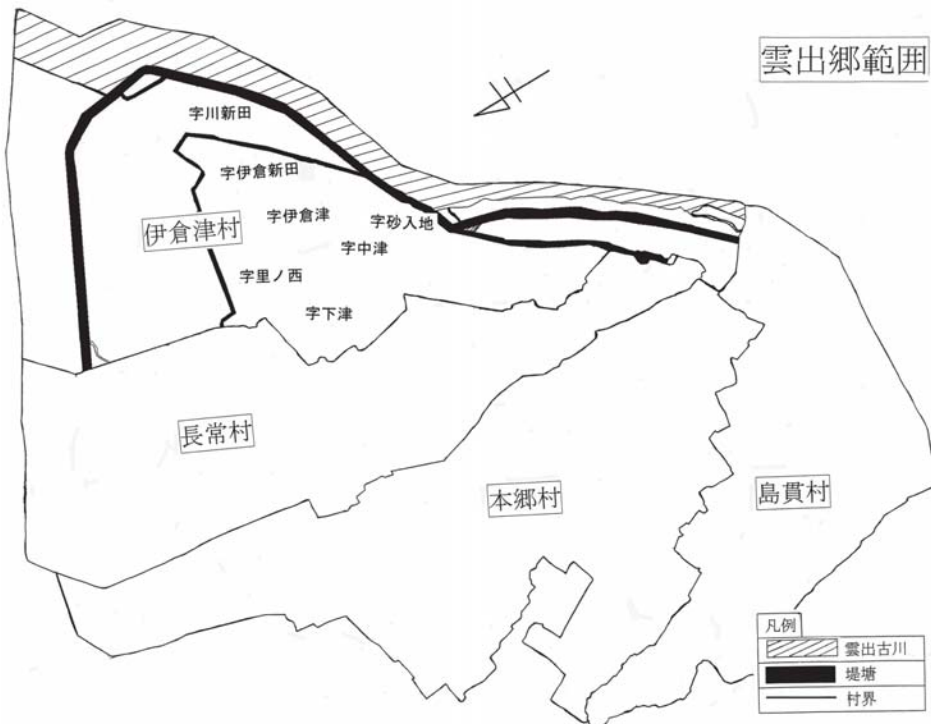 雲出郷範囲
字川新田
字伊倉新田
字伊倉津
字砂入地
伊倉津村
字中津
字里ノ西
字下津
長常村
本郷村
島貫村
凡例
雲出古川
堤塘
村界